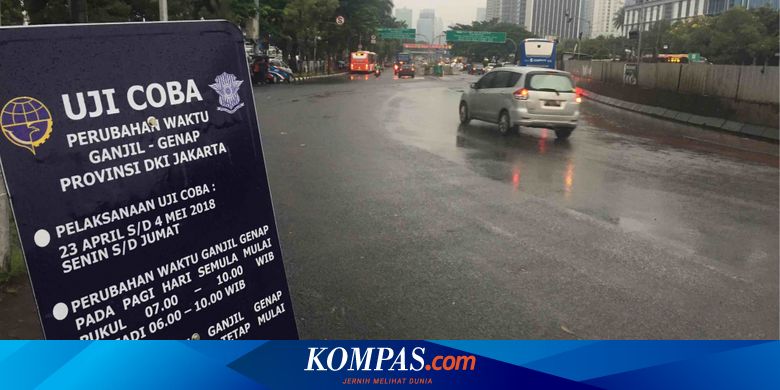 UJI COBA
PERUBAHAN WAKTU
GANJIL - GENAP
PROVINSI DKI JAKARTA
PELAKSANAAN UJI COBA :
23 APRIL S/D 4 MEI 2018
SENIN S/D JUMAT
PERUBAHAN WAKTU GANJIL GENAP
PADA PAGI HARI SEMULA MULAI
PUKUL 07.00 - 10.00
JADI 06.00 - 10.00 WIB
GANJIL GENAP
TETAP MULAI
KOMPAS.com
JERNIH MELIHAT DUNIA